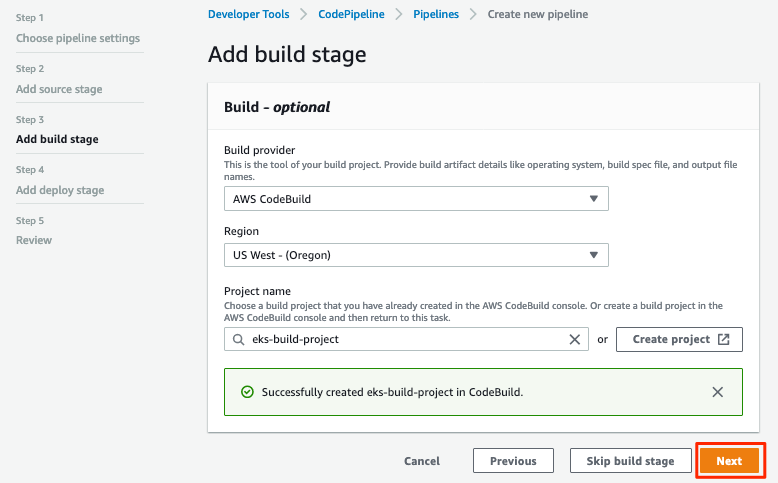 Developer Tools > CodePipeline > Pipelines > Create new pipeline
Step 1
Choose pipeline settings
Step 2
Add source stage
Step 3
Add build stage
Step 4
Add deploy stage
Step 5
Review
Add build stage
Build - optional
Build provider
This is the tool of your build project. Provide build artifact details like operating system, build spec file, and output file
names.
AWS CodeBuild
Region
US West - (Oregon)
Project name
Choose a build project that you have already created in the AWS CodeBuild console. Or create a build project in the
AWS CodeBuild console and then return to this task.
eks-build-project or Create project
Successfully created eks-build-project in CodeBuild.
Cancel Previous Skip build stage Next